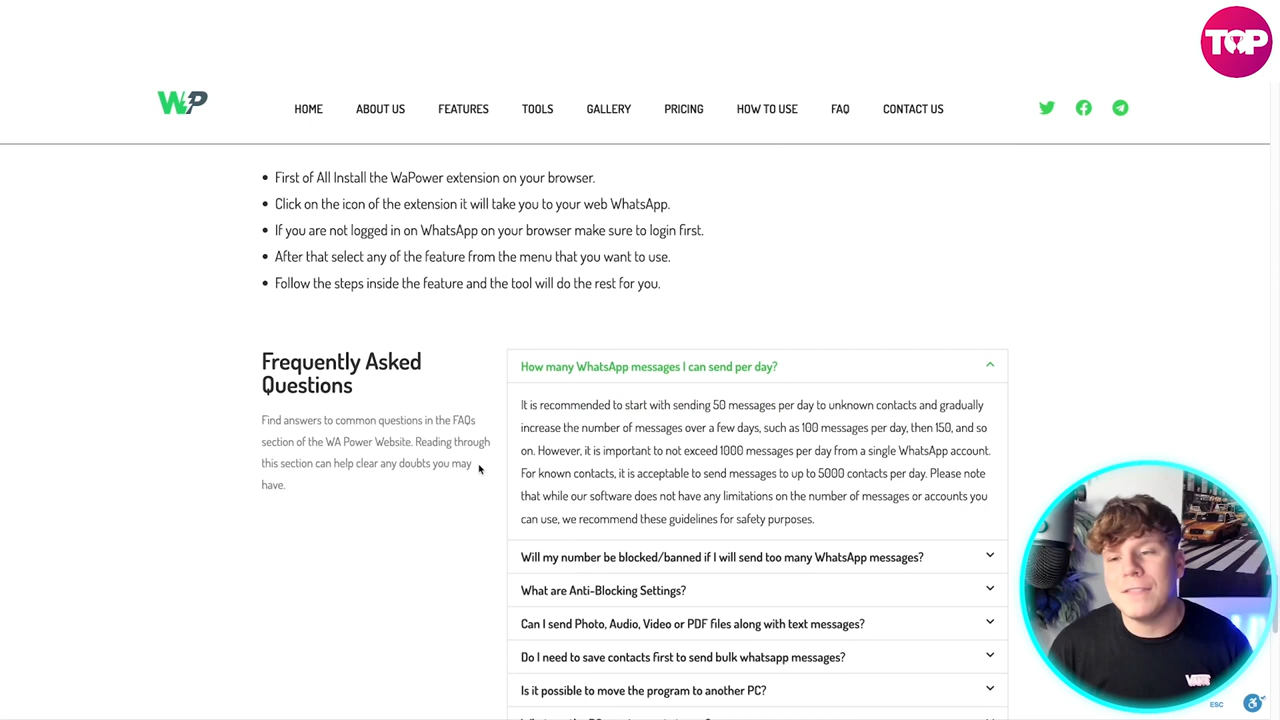 TOP
WP
HOME ABOUT US FEATURES TOOLS GALLERY PRICING HOW TO USE FAQ CONTACT US
First of All Install the WaPower extension on your browser.
Click on the icon of the extension it will take you to your web WhatsApp.
If you are not logged in on WhatsApp on your browser make sure to login first.
After that select any of the feature from the menu that you want to use.
Follow the steps inside the feature and the tool will do the rest for you.
Frequently Asked
Questions
Find answers to common questions in the FAQs
section of the WA Power Website. Reading through
this section can help clear any doubts you may
have.
How many WhatsApp messages I can send per day?
It is recommended to start with sending 50 messages per day to unknown contacts and gradually
increase the number of messages over a few days, such as 100 messages per day, then 150, and so
on. However, it is important to not exceed 1000 messages per day from a single WhatsApp account.
For known contacts, it is acceptable to send messages to up to 5000 contacts per day. Please note
that while our software does not have any limitations on the number of messages or accounts you
can use, we recommend these guidelines for safety purposes.
Will my number be blocked/banned if I will send too many WhatsApp messages?
What are Anti-Blocking Settings?
Can I send Photo, Audio, Video or PDF files along with text messages?
Do I need to save contacts first to send bulk whatsapp messages?
Is it possible to move the program to another PC?
VANS
ESC